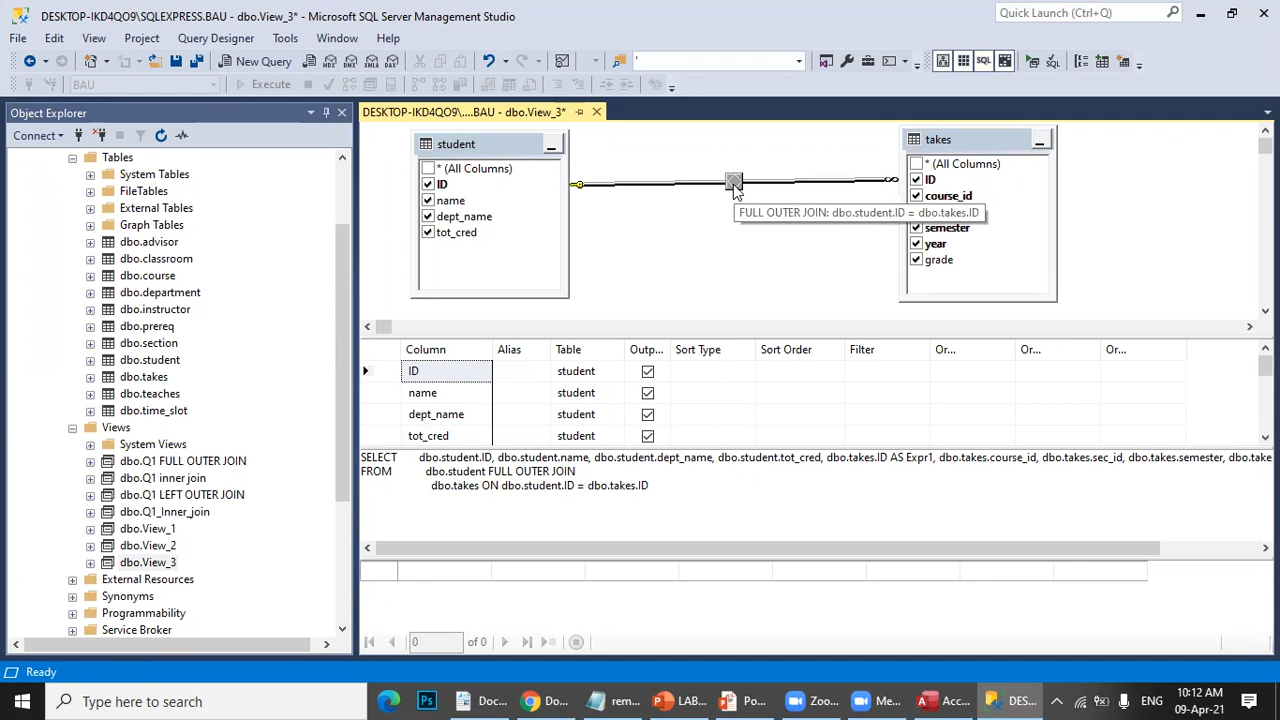 DESKTOP-IKD4QO9\SQLEXPRESS.BAU - dbo.View_3* - Microsoft SQL Server Management Studio
Quick Launch (Ctrl+Q)
File Edit View Project Query Designer Tools Window Help
New Query
'
BAU Execute
Object Explorer
DESKTOP-IKD4QO9\....BAU - dbo.View_3*
Connect
Tables
System Tables
FileTables
External Tables
Graph Tables
dbo.advisor
dbo.classroom
dbo.course
dbo.department
dbo.instructor
dbo.prereq
dbo.section
dbo.student
dbo.takes
dbo.teaches
dbo.time_slot
Views
System Views
dbo.Q1 FULL OUTER JOIN
dbo.Q1 inner join
dbo.Q1 LEFT OUTER JOIN
dbo.Q1_Inner_join
dbo.View_1
dbo.View_2
dbo.View_3
External Resources
Synonyms
Programmability
Service Broker
student
* (All Columns)
ID
name
dept_name
tot_cred
takes
* (All Columns)
ID
course_id
semester
year
grade
FULL OUTER JOIN: dbo.student.ID = dbo.takes.ID
Column Alias Table Outp... Sort Type Sort Order Filter Or... Or... Or...
ID student
name student
dept_name student
tot_cred student
SELECT dbo.student.ID, dbo.student.name, dbo.student.dept_name, dbo.student.tot_cred, dbo.takes.ID AS Expr1, dbo.takes.course_id, dbo.takes.sec_id, dbo.takes.semester, dbo.take
FROM dbo.student FULL OUTER JOIN
dbo.takes ON dbo.student.ID = dbo.takes.ID
0 of 0
Ready
Type here to search
Ps
Doc...
Do...
rem...
LAB...
Po...
Zoo...
Me...
Acc...
DES...
ENG
10:12 AM
09-Apr-21